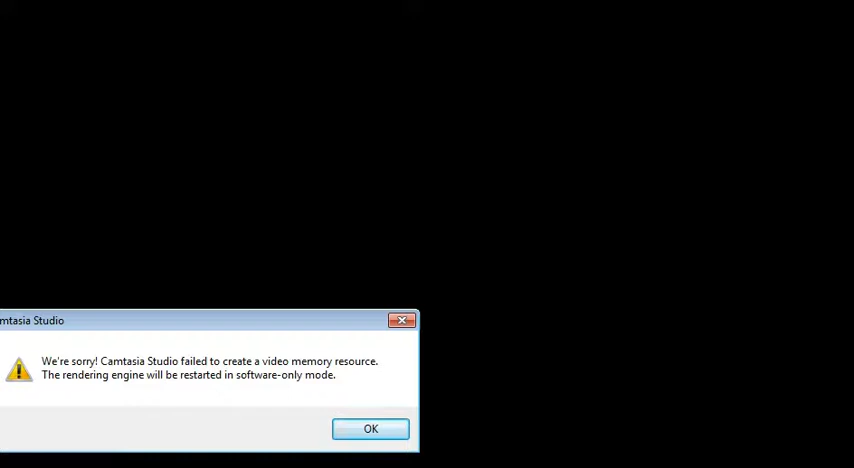 mtasia Studio
We're sorry! Camtasia Studio failed to create a video memory resource.
The rendering engine will be restarted in software-only mode.
OK